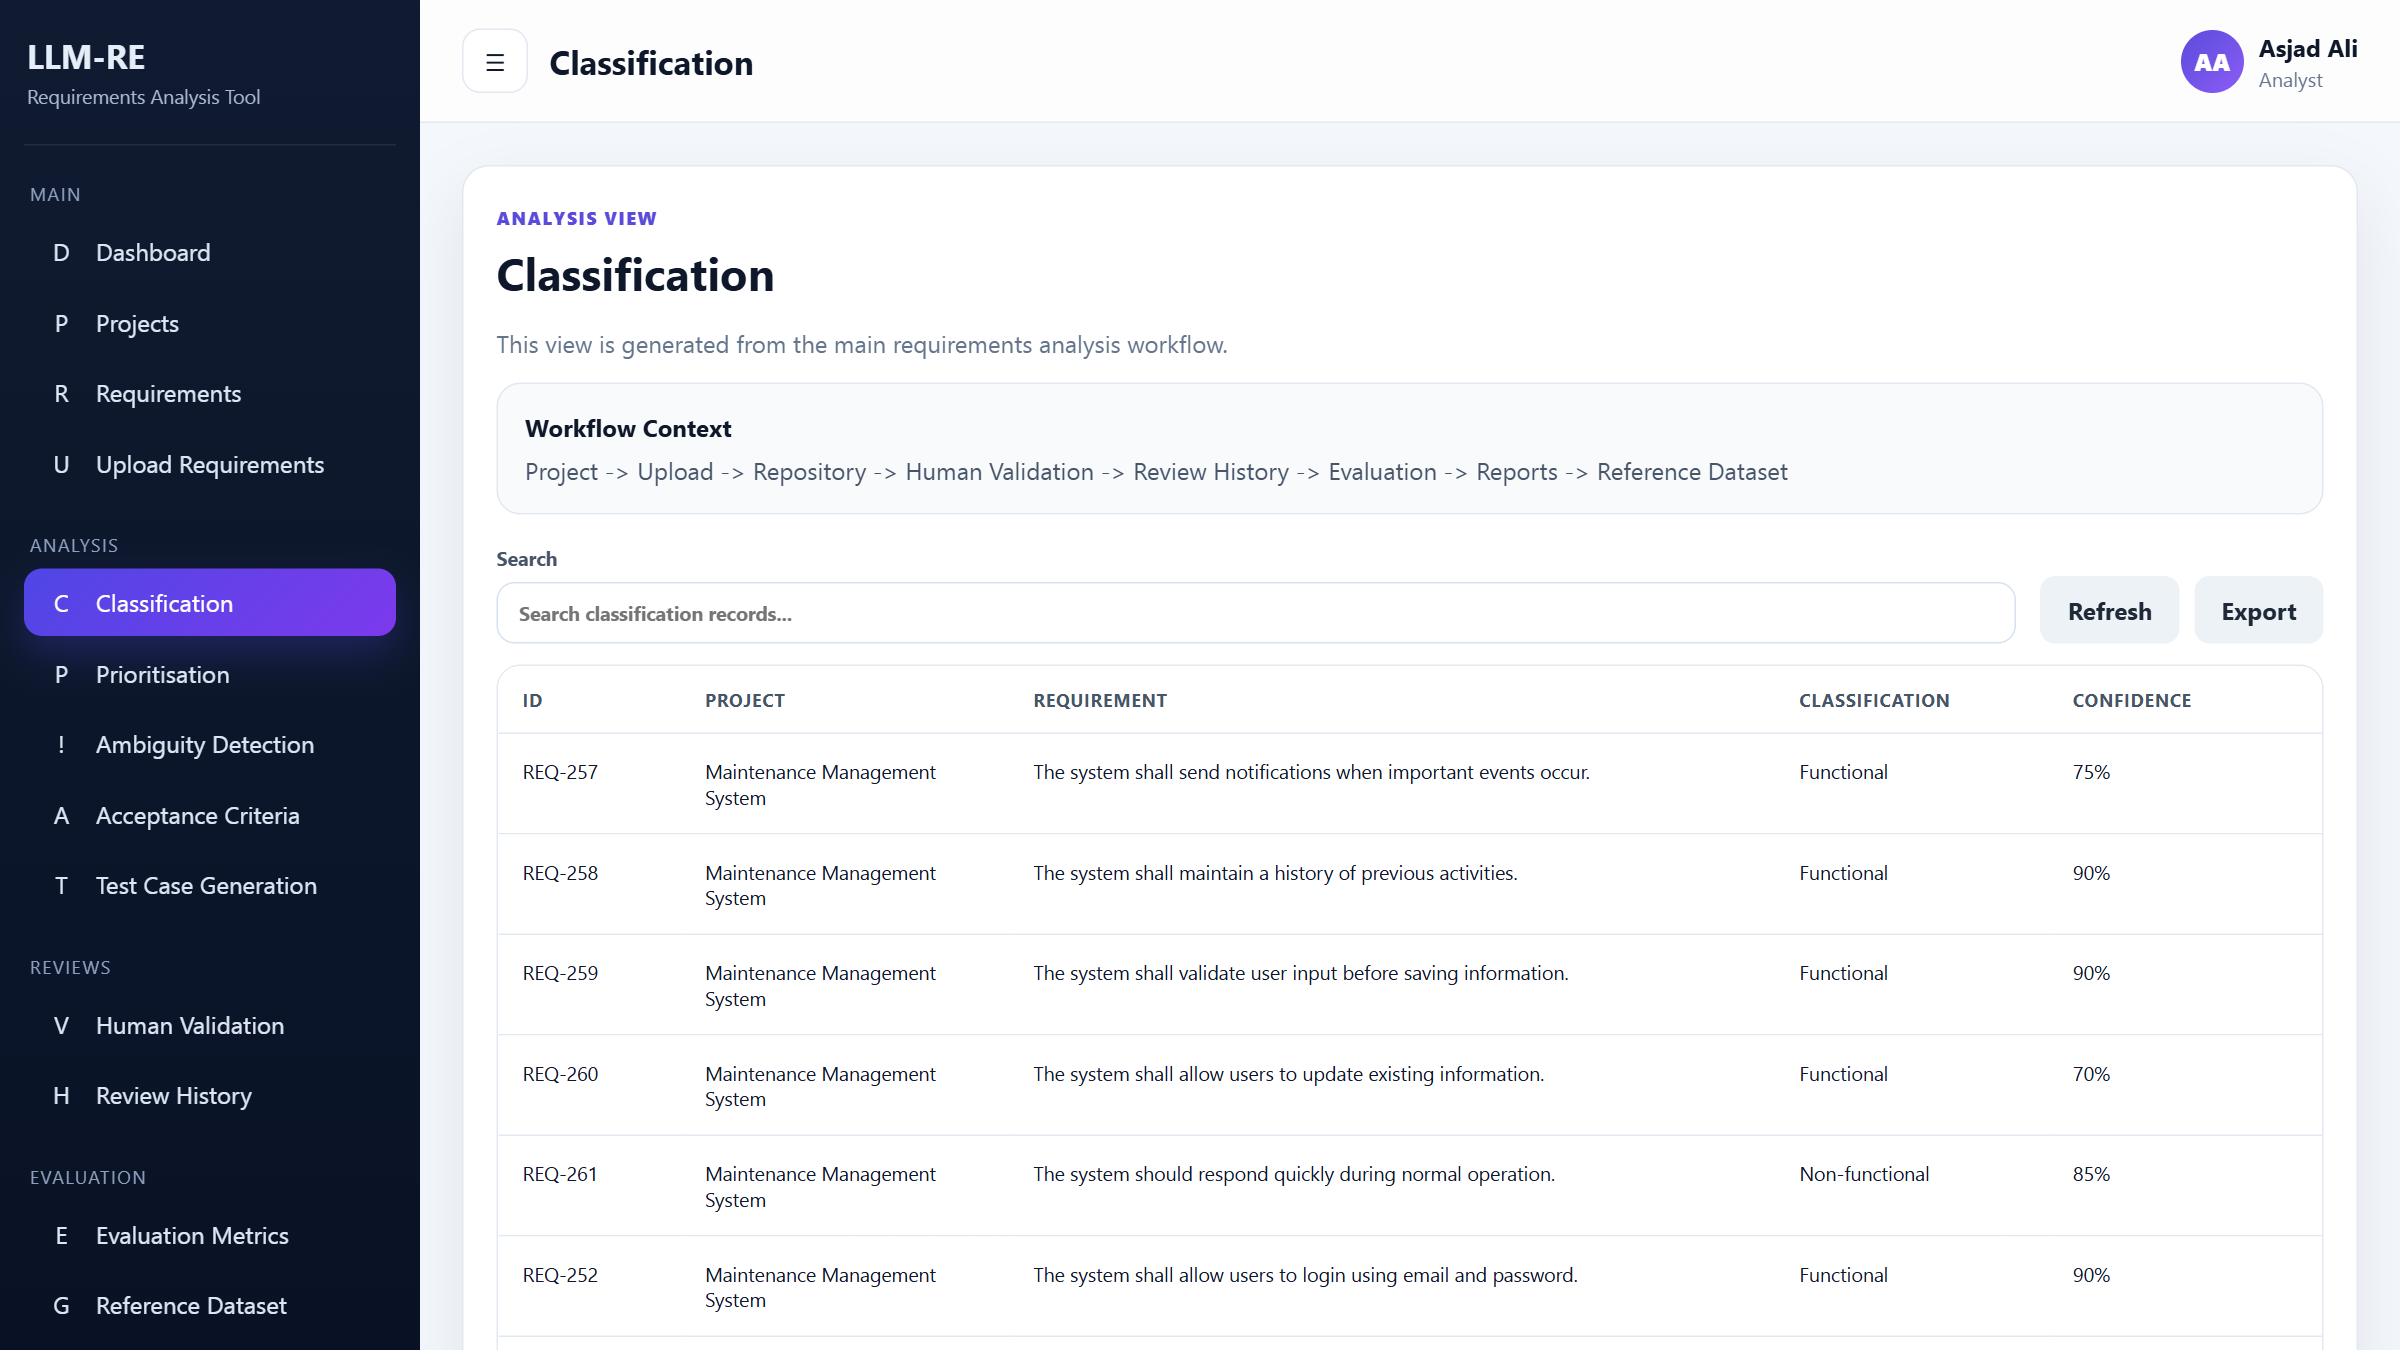 LLM-RE
Requirements Analysis Tool
MAIN
D Dashboard
P Projects
R Requirements
U Upload Requirements
ANALYSIS
C Classification
P Prioritisation
! Ambiguity Detection
A Acceptance Criteria
T Test Case Generation
REVIEWS
V Human Validation
H Review History
EVALUATION
E Evaluation Metrics
G Reference Dataset
☰ Classification
AA
Asjad Ali
Analyst
ANALYSIS VIEW
Classification
This view is generated from the main requirements analysis workflow.
Workflow Context
Project -> Upload -> Repository -> Human Validation -> Review History -> Evaluation -> Reports -> Reference Dataset
Search
Search classification records...
Refresh
Export
ID PROJECT REQUIREMENT CLASSIFICATION CONFIDENCE
REQ-257 Maintenance Management The system shall send notifications when important events occur. Functional 75%
System
REQ-258 Maintenance Management The system shall maintain a history of previous activities. Functional 90%
System
REQ-259 Maintenance Management The system shall validate user input before saving information. Functional 90%
System
REQ-260 Maintenance Management The system shall allow users to update existing information. Functional 70%
System
REQ-261 Maintenance Management The system should respond quickly during normal operation. Non-functional 85%
System
REQ-252 Maintenance Management The system shall allow users to login using email and password. Functional 90%
System